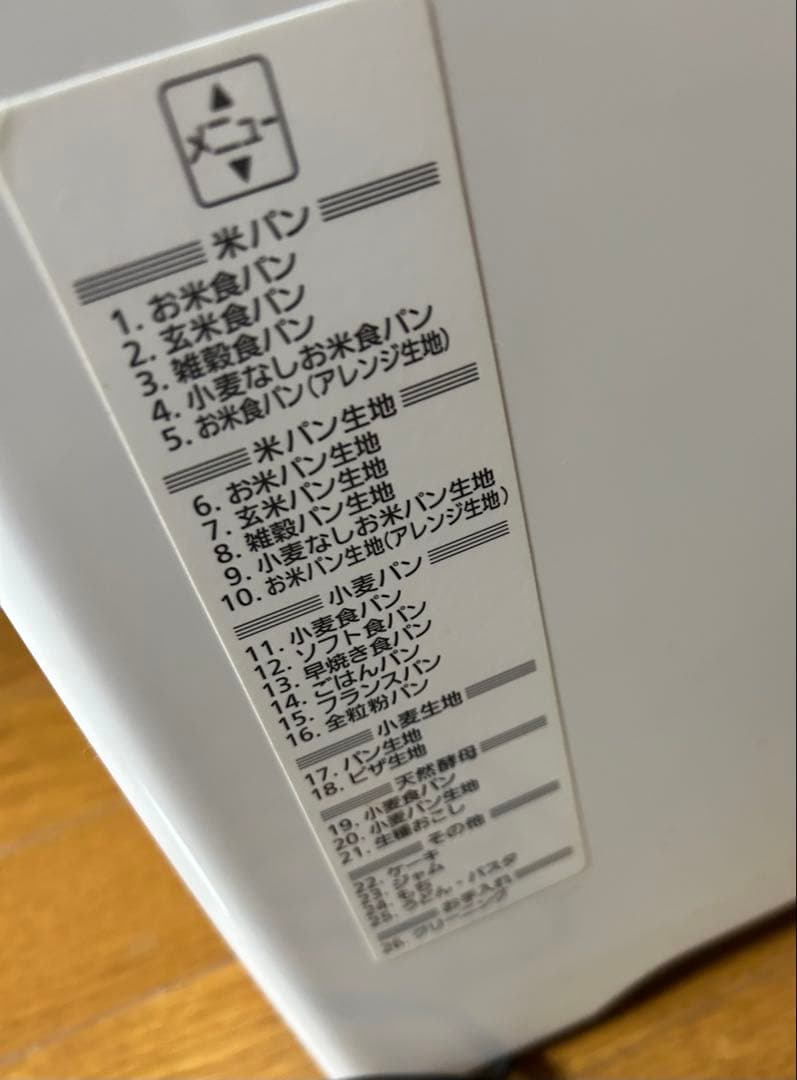 ▲
メニュー
▼
米パン
1. お米食パン
2. 玄米食パン
3. 雑穀食パン
4. 小麦なしお米食パン
5. お米食パン(アレンジ生地)
米パン生地
6. お米パン生地
7. 玄米パン生地
8. 雑穀パン生地
9. 小麦なしお米パン生地
10. お米パン生地(アレンジ生地)
小麦パン
11. 小麦食パン
12. ソフト食パン
13. 早焼き食パン
14. ごはんパン
15. フランスパン
16. 全粒粉パン
小麦生地
17. パン生地
18. ピザ生地
天然酵母
19. 小麦食パン
20. 小麦パン生地
21. 生種おこし
その他
22. ケーキ
23. ジャム
24. もち
25. うどん・パスタ
お手入れ
26. クリーニング